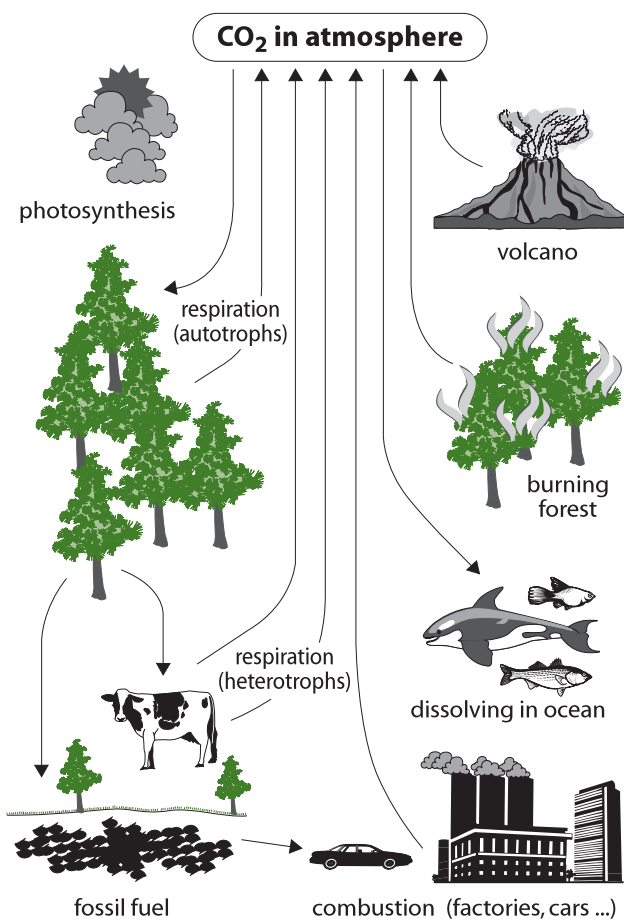 CO₂ in atmosphere
photosynthesis
volcano
respiration
(autotrophs)
burning
forest
respiration
(heterotrophs)
dissolving in ocean
fossil fuel
combustion (factories, cars ...)